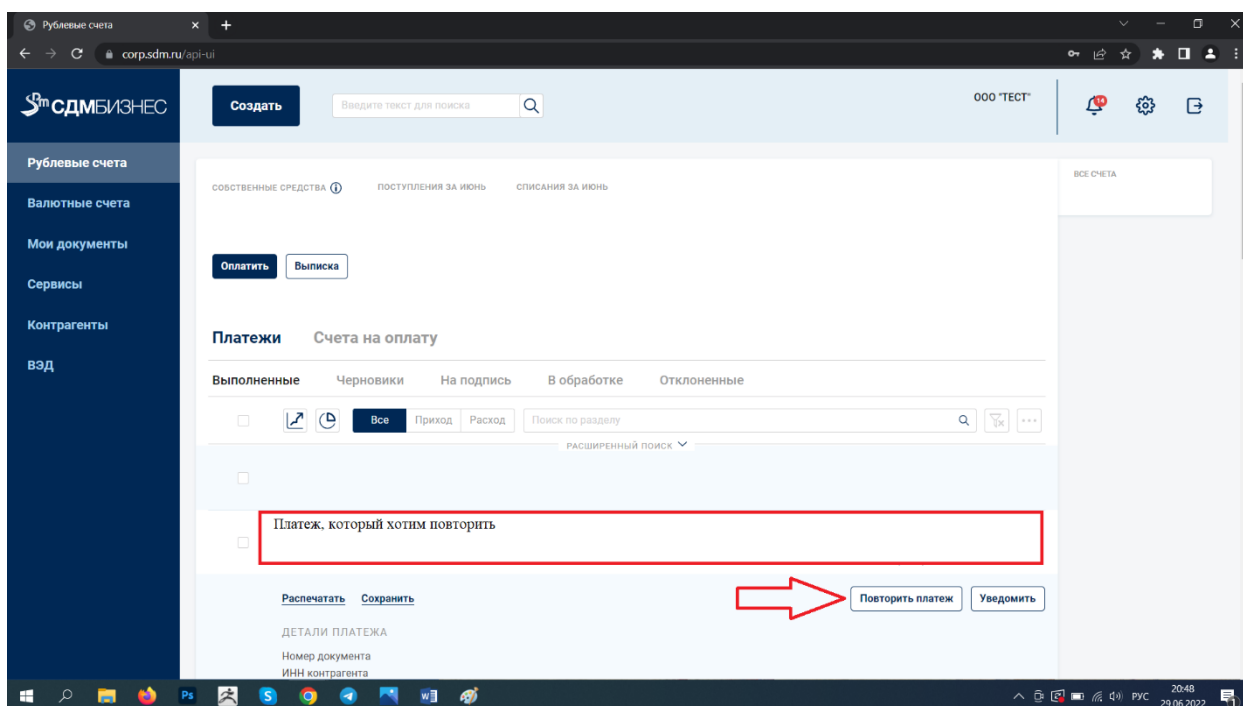 Рублевые счета
corp.sdm.ru/api-ui
СДМБИЗНЕС
Создать
Введите текст для поиска
ООО "ТЕСТ"
14
Рублевые счета
Валютные счета
Мои документы
Сервисы
Контрагенты
ВЭД
СОБСТВЕННЫЕ СРЕДСТВА
ПОСТУПЛЕНИЯ ЗА ИЮНЬ
СПИСАНИЯ ЗА ИЮНЬ
ВСЕ СЧЕТА
Оплатить
Выписка
Платежи
Счета на оплату
Выполненные
Черновики
На подпись
В обработке
Отклоненные
Все
Приход
Расход
Поиск по разделу
РАСШИРЕННЫЙ ПОИСК
Платеж, который хотим повторить
Распечатать
Сохранить
Повторить платеж
Уведомить
ДЕТАЛИ ПЛАТЕЖА
Номер документа
ИНН контрагента
Ps
S
W
РУС
20:48
29.06.2022
1